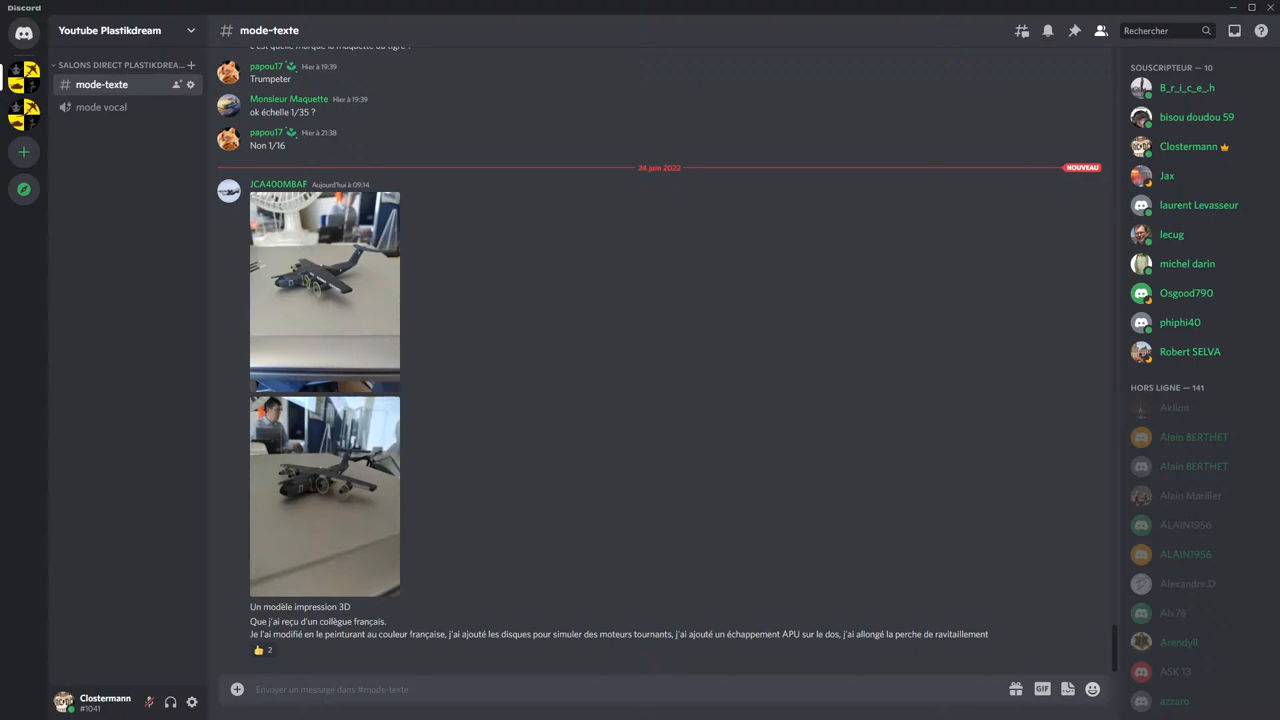 Discord
Youtube Plastikdream
# mode-texte
Rechercher
SALONS DIRECT PLASTIKDREA...
# mode-texte
mode vocal
papou17 Hier à 19:39
Trumpeter
Monsieur Maquette Hier à 19:39
ok échelle 1/35 ?
papou17 Hier à 21:38
Non 1/16
24 juin 2022
NOUVEAU
JCA400MBAF Aujourd'hui à 09:14
Un modèle impression 3D
Que j'ai reçu d'un collègue français.
Je l'ai modifié en le peinturant au couleur française, j'ai ajouté les disques pour simuler des moteurs tournants, j'ai ajouté un échappement APU sur le dos, j'ai allongé la perche de ravitaillement
2
Envoyer un message dans #mode-texte
GIF
Clostermann
#1041
SOUSCRIPTEUR — 10
B_r_i_c_e_.h
bisou doudou 59
Clostermann
Jax
laurent Levasseur
lecug
michel darin
Osgood790
phiphi40
Robert SELVA
HORS LIGNE — 141
Alain BERTHET
Alain BERTHET
Alain Mariller
ALAIN1956
ALAIN1956
Alexandre.D
Alx76
Arendyll
ASK 13
azzaro